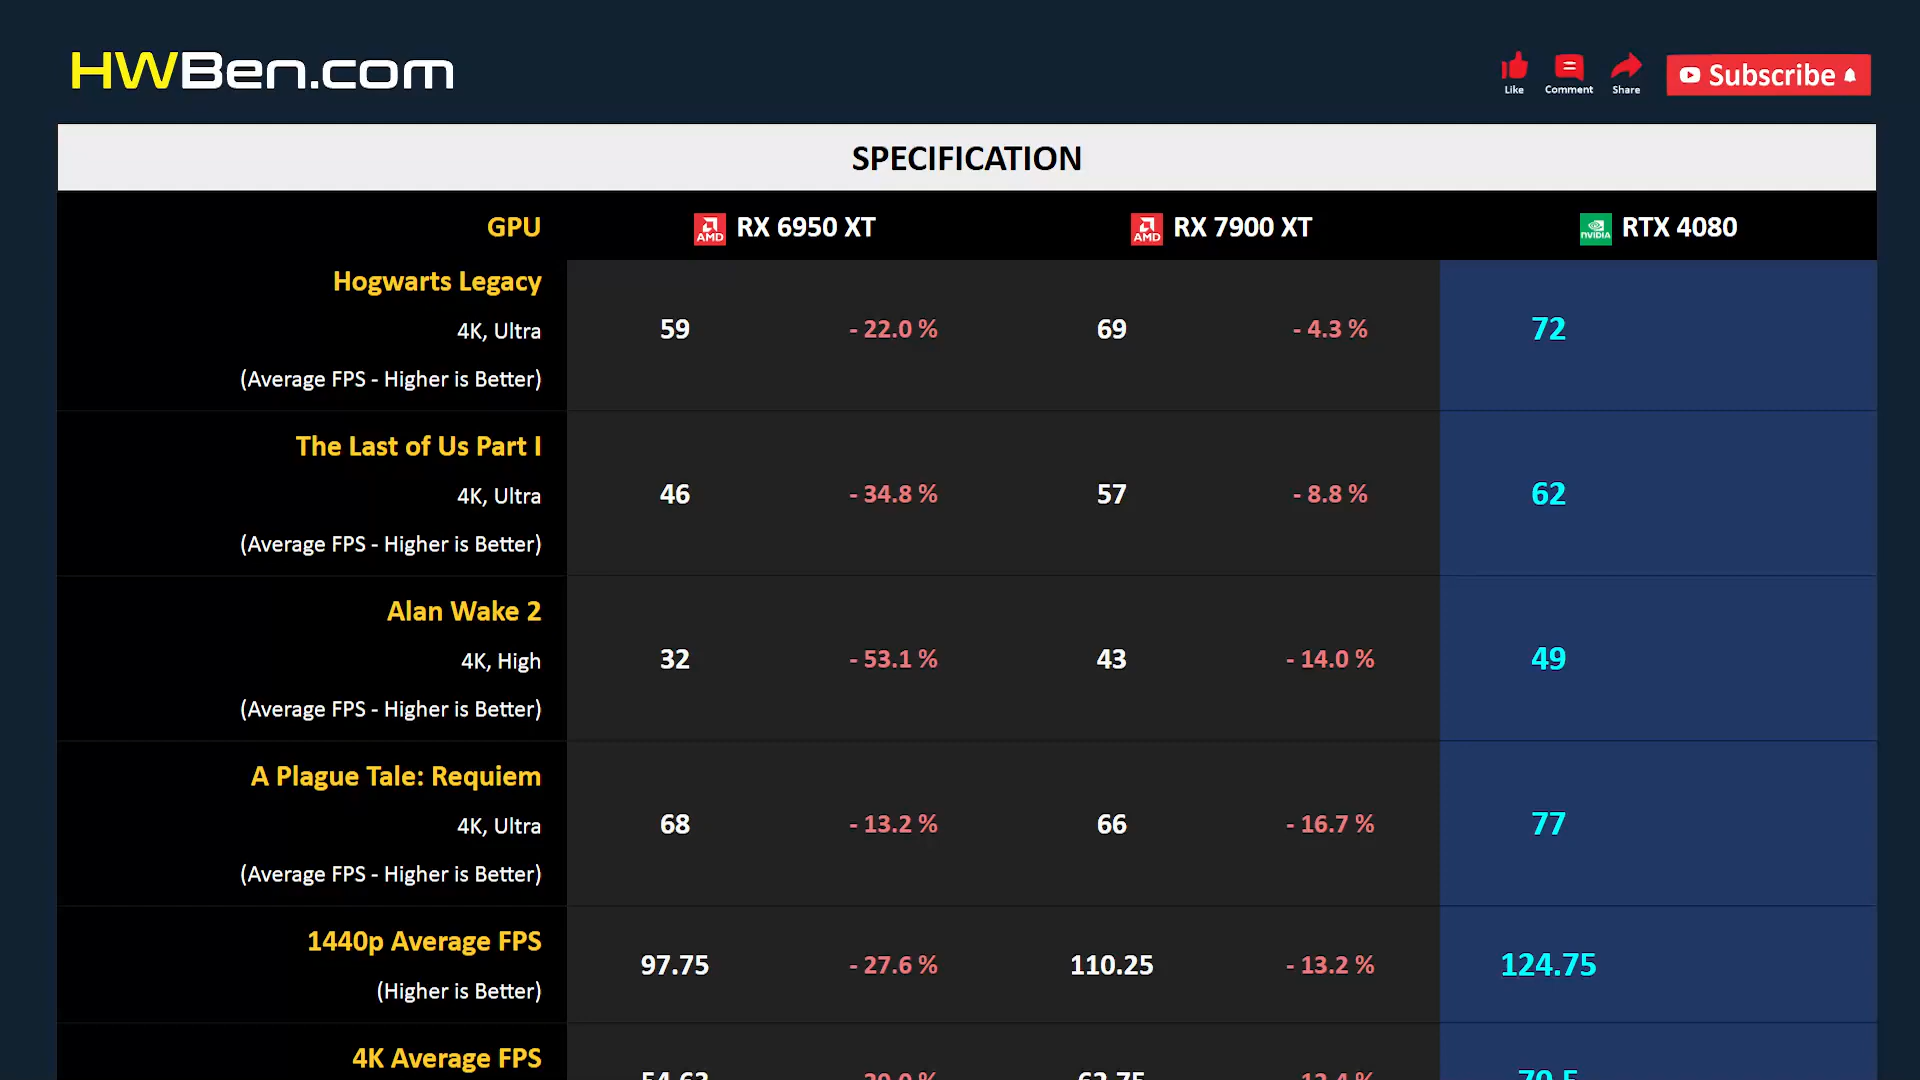 HWBen.com
Like
Comment
Share
Subscribe
SPECIFICATION
GPU AMD RX 6950 XT AMD RX 7900 XT NVIDIA RTX 4080
Hogwarts Legacy
4K, Ultra
(Average FPS - Higher is Better)
59 - 22.0 % 69 - 4.3 % 72
The Last of Us Part I
4K, Ultra
(Average FPS - Higher is Better)
46 - 34.8 % 57 - 8.8 % 62
Alan Wake 2
4K, High
(Average FPS - Higher is Better)
32 - 53.1 % 43 - 14.0 % 49
A Plague Tale: Requiem
4K, Ultra
(Average FPS - Higher is Better)
68 - 13.2 % 66 - 16.7 % 77
1440p Average FPS
(Higher is Better)
97.75 - 27.6 % 110.25 - 13.2 % 124.75
4K Average FPS